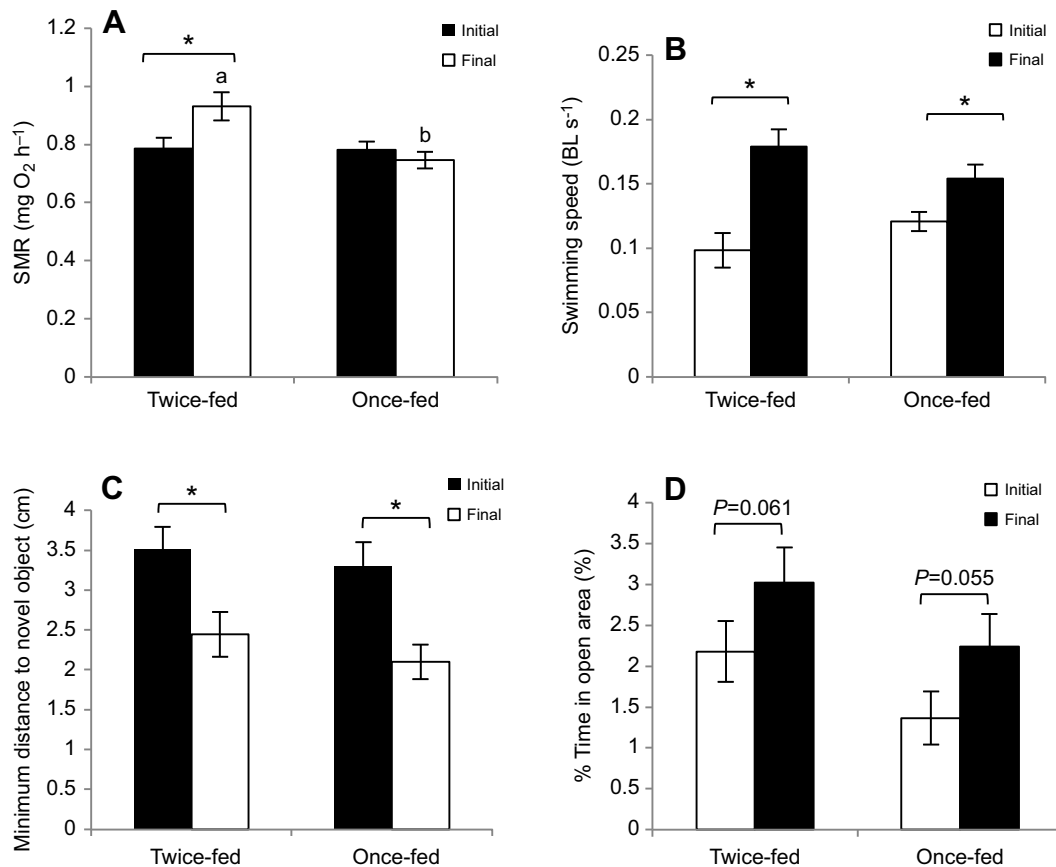 A
Initial
Final
SMR (mg O₂ h⁻¹)
1.2
1
0.8
0.6
0.4
0.2
0
*
a
b
Twice-fed
Once-fed
B
Initial
Final
Swimming speed (BL s⁻¹)
0.25
0.2
0.15
0.1
0.05
0
*
*
Twice-fed
Once-fed
C
Initial
Final
Minimum distance to novel object (cm)
4
3.5
3
2.5
2
1.5
1
0.5
0
*
*
Twice-fed
Once-fed
D
Initial
Final
% Time in open area (%)
4
3.5
3
2.5
2
1.5
1
0.5
0
P=0.061
P=0.055
Twice-fed
Once-fed